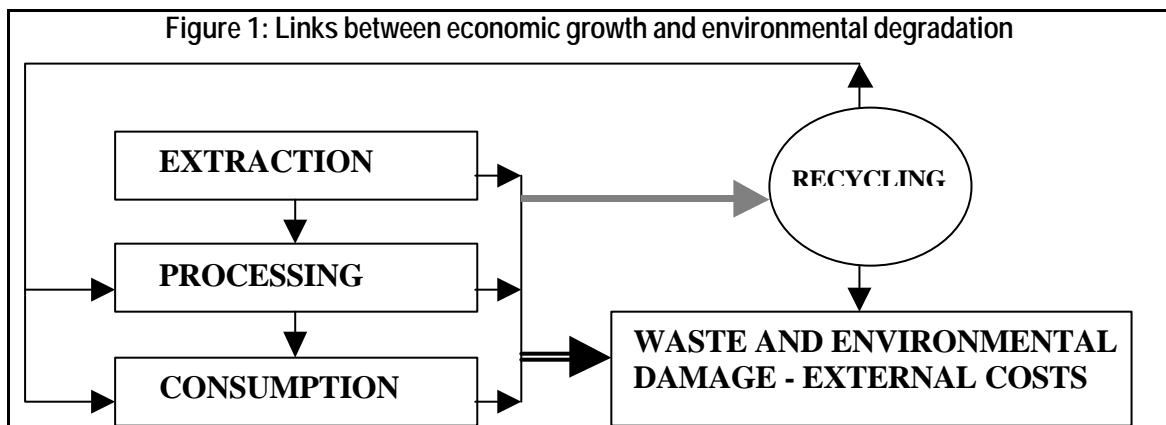 Figure 1: Links between economic growth and environmental degradation
EXTRACTION
RECYCLING
PROCESSING
WASTE AND ENVIRONMENTAL
DAMAGE - EXTERNAL COSTS
CONSUMPTION